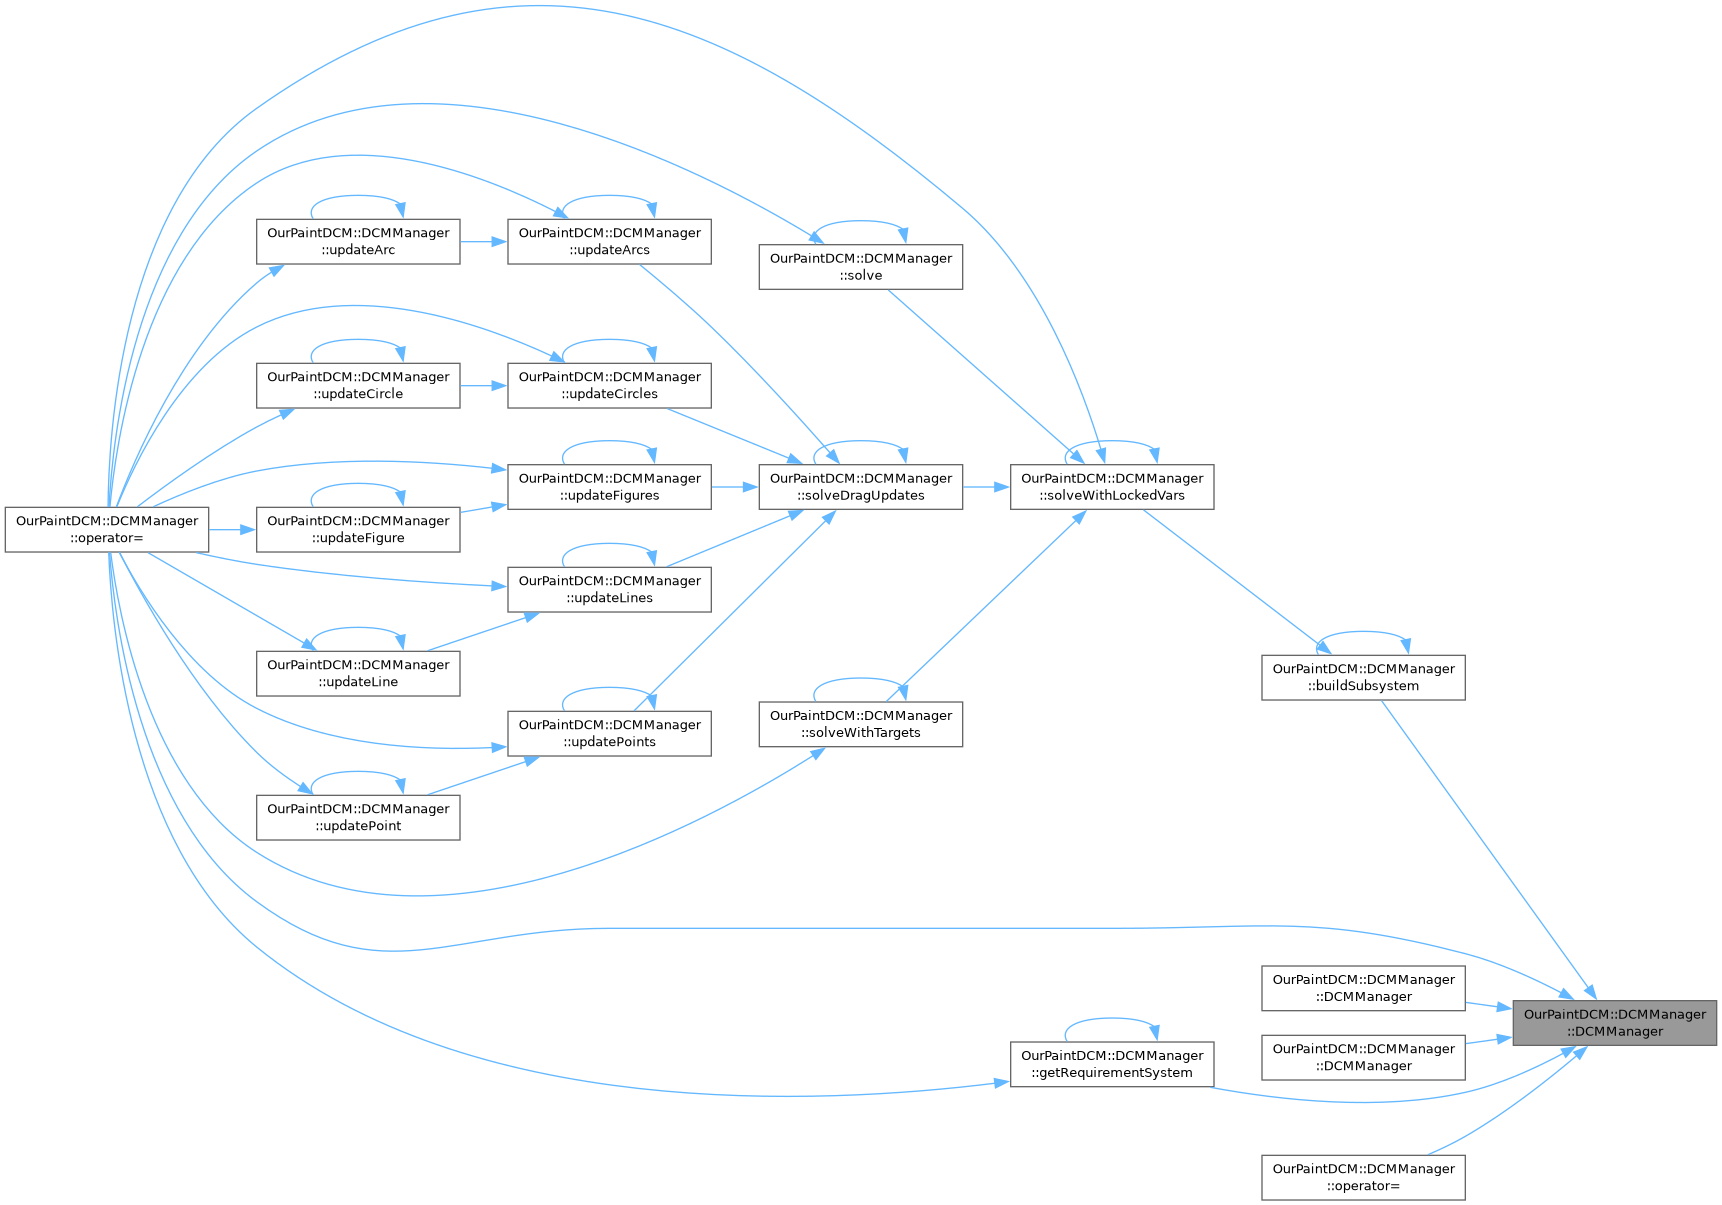 OurPaintDCM::DCMManager
::updateArc
OurPaintDCM::DCMManager
::updateArcs
OurPaintDCM::DCMManager
::solve
OurPaintDCM::DCMManager
::updateCircle
OurPaintDCM::DCMManager
::updateCircles
OurPaintDCM::DCMManager
::updateFigures
OurPaintDCM::DCMManager
::solveDragUpdates
OurPaintDCM::DCMManager
::solveWithLockedVars
OurPaintDCM::DCMManager
::operator=
OurPaintDCM::DCMManager
::updateFigure
OurPaintDCM::DCMManager
::updateLines
OurPaintDCM::DCMManager
::updateLine
OurPaintDCM::DCMManager
::buildSubsystem
OurPaintDCM::DCMManager
::updatePoints
OurPaintDCM::DCMManager
::solveWithTargets
OurPaintDCM::DCMManager
::updatePoint
OurPaintDCM::DCMManager
::DCMManager
OurPaintDCM::DCMManager
::DCMManager
OurPaintDCM::DCMManager
::DCMManager
OurPaintDCM::DCMManager
::getRequirementSystem
OurPaintDCM::DCMManager
::operator=